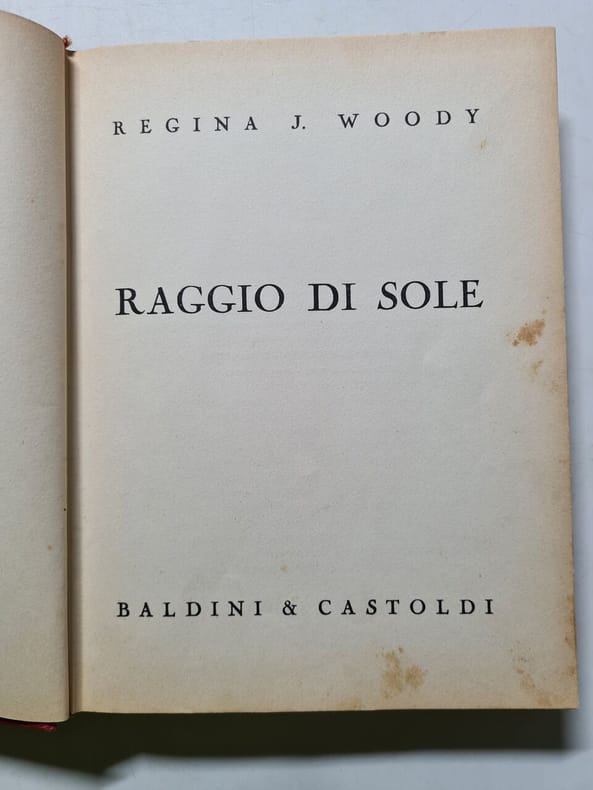 REGINA J. WOODY
RAGGIO DI SOLE
BALDINI & CASTOLDI